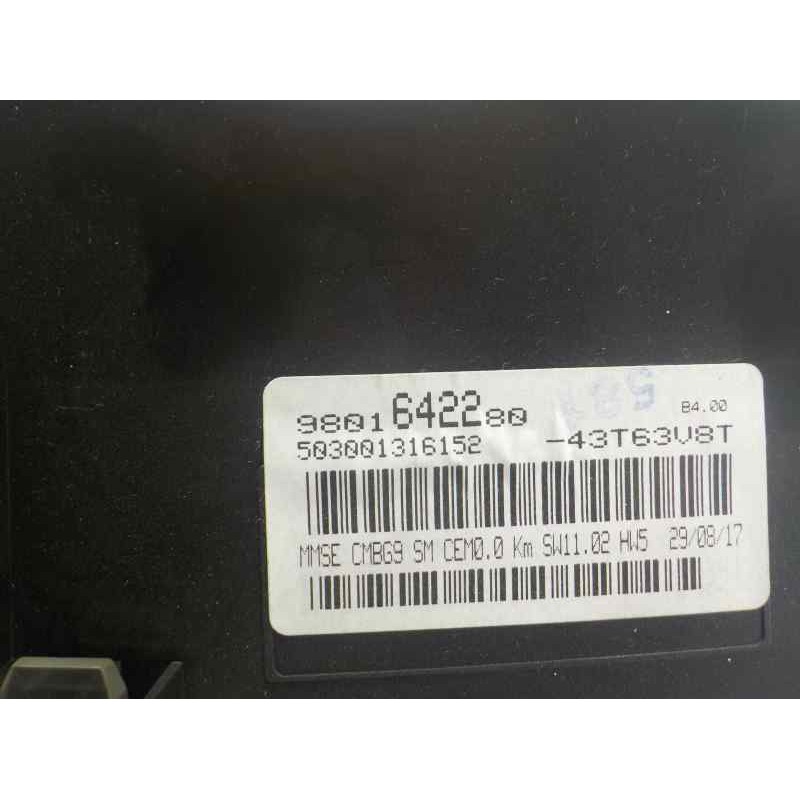 B4.00
9801642280
503001316152 -43T63V8T
MMSE CMBG9 SM CEM0.0 Km SW11.02 HW5 29/08/17